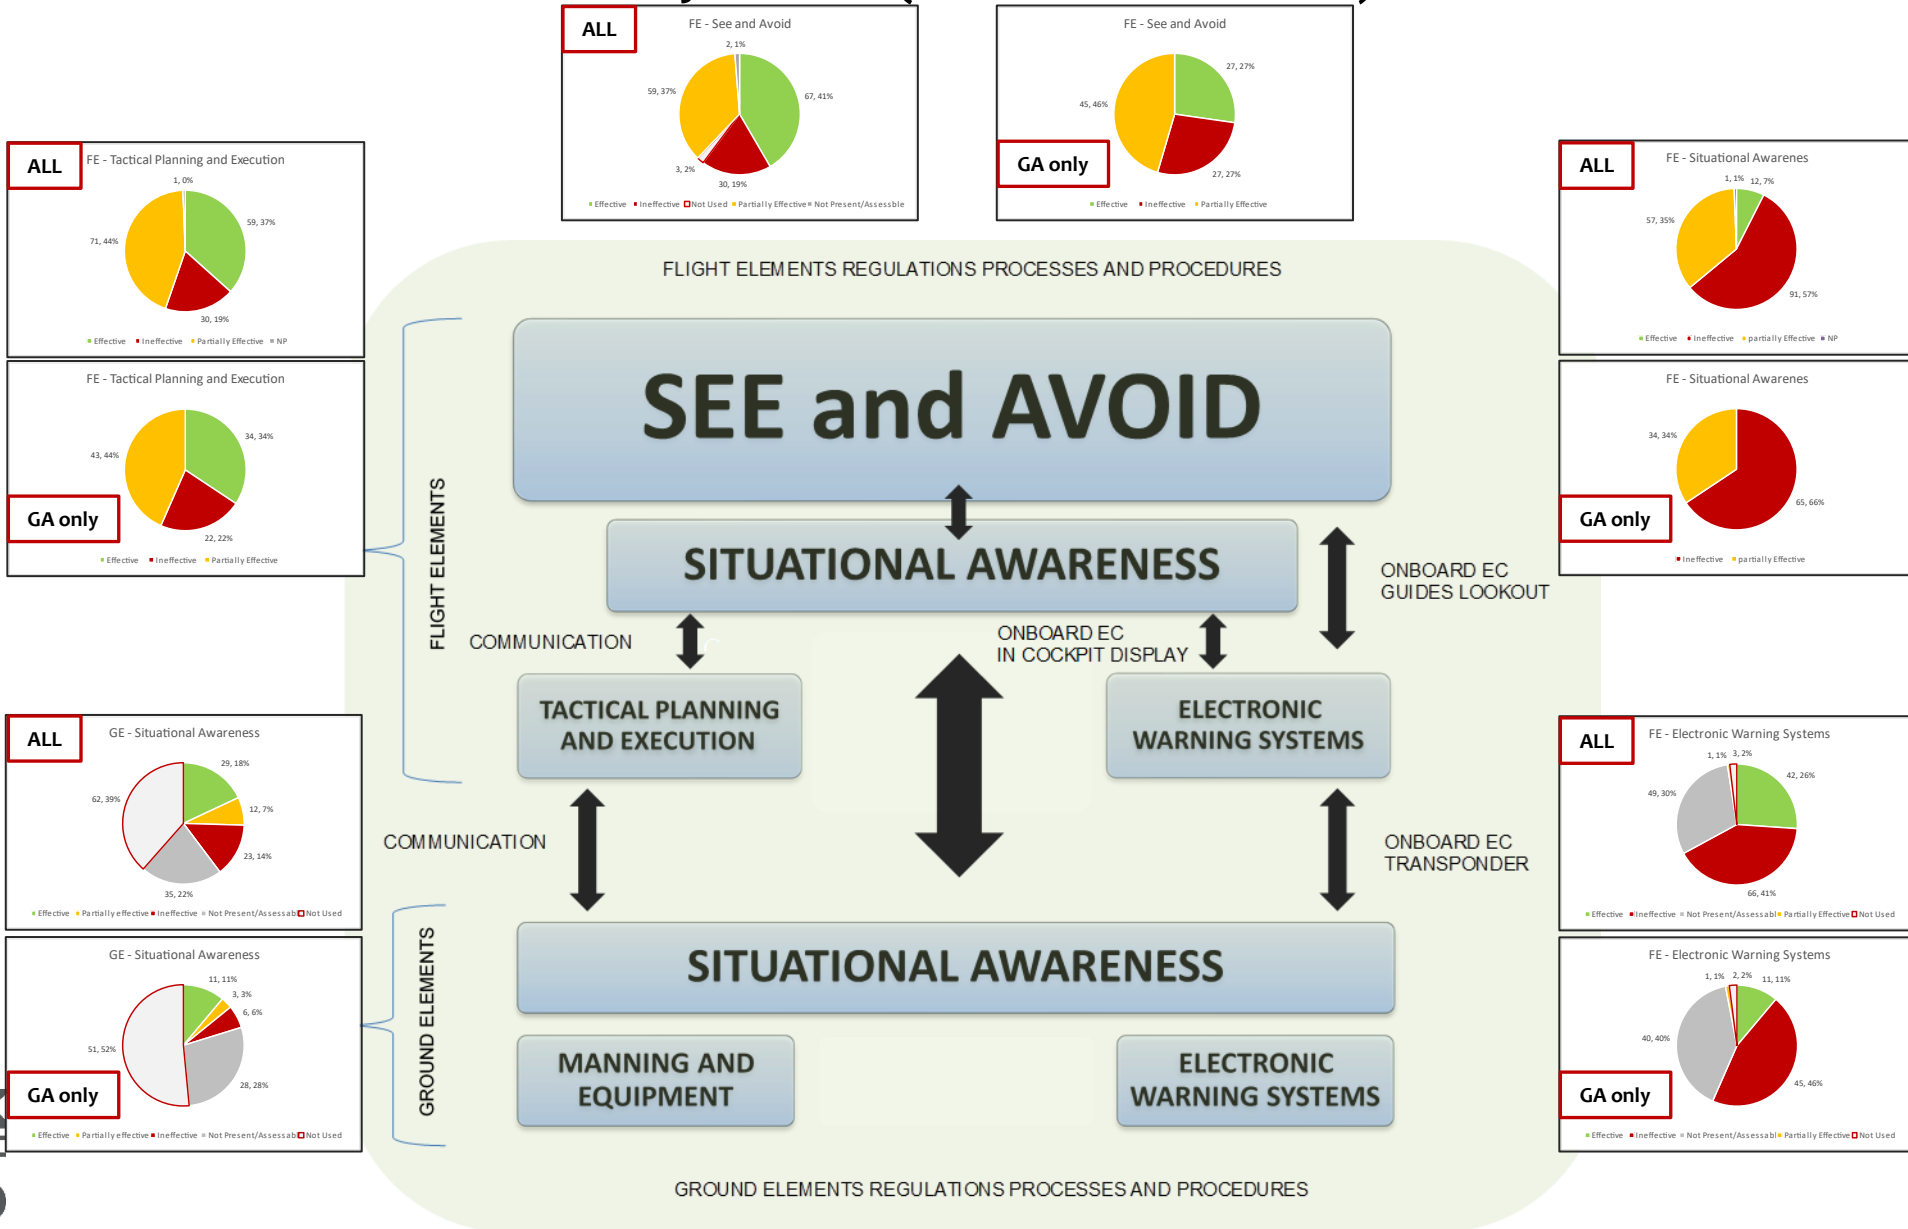 ALL
FE - See and Avoid
2, 1%
59, 37%
67, 41%
3, 2%
30, 19%
Effective Ineffective Not Used Partially Effective Not Present/Assessble
FE - See and Avoid
27, 27%
45, 46%
GA only
27, 27%
Effective Ineffective Partially Effective
ALL
FE - Tactical Planning and Execution
1, 0%
59, 37%
71, 44%
30, 19%
Effective Ineffective Partially Effective NP
FE - Tactical Planning and Execution
34, 34%
43, 44%
GA only
22, 22%
Effective Ineffective Partially Effective
ALL
FE - Situational Awarenes
1, 1% 12, 7%
57, 35%
91, 57%
Effective Ineffective partially Effective NP
FE - Situational Awarenes
34, 34%
65, 66%
GA only
Ineffective partially Effective
FLIGHT ELEMENTS REGULATIONS PROCESSES AND PROCEDURES
SEE and AVOID
SITUATIONAL AWARENESS
FLIGHT ELEMENTS
ONBOARD EC
GUIDES LOOKOUT
COMMUNICATION
ONBOARD EC
IN COCKPIT DISPLAY
TACTICAL PLANNING
AND EXECUTION
ELECTRONIC
WARNING SYSTEMS
COMMUNICATION
ONBOARD EC
TRANSPONDER
GROUND ELEMENTS
SITUATIONAL AWARENESS
MANNING AND
EQUIPMENT
ELECTRONIC
WARNING SYSTEMS
GROUND ELEMENTS REGULATIONS PROCESSES AND PROCEDURES
ALL
GE - Situational Awareness
29, 18%
62, 39%
12, 7%
23, 14%
35, 22%
Effective Partially effective Ineffective Not Present/Assessabl Not Used
GE - Situational Awareness
11, 11%
3, 3%
6, 6%
51, 52%
28, 28%
GA only
Effective Partially effective Ineffective Not Present/Assessabl Not Used
ALL
FE - Electronic Warning Systems
1, 1% 3, 2%
42, 26%
49, 30%
66, 41%
Effective Ineffective Not Present/Assessabl Partially Effective Not Used
FE - Electronic Warning Systems
1, 1% 2, 2% 11, 11%
40, 40%
45, 46%
GA only
Effective Ineffective Not Present/Assessabl Partially Effective Not Used